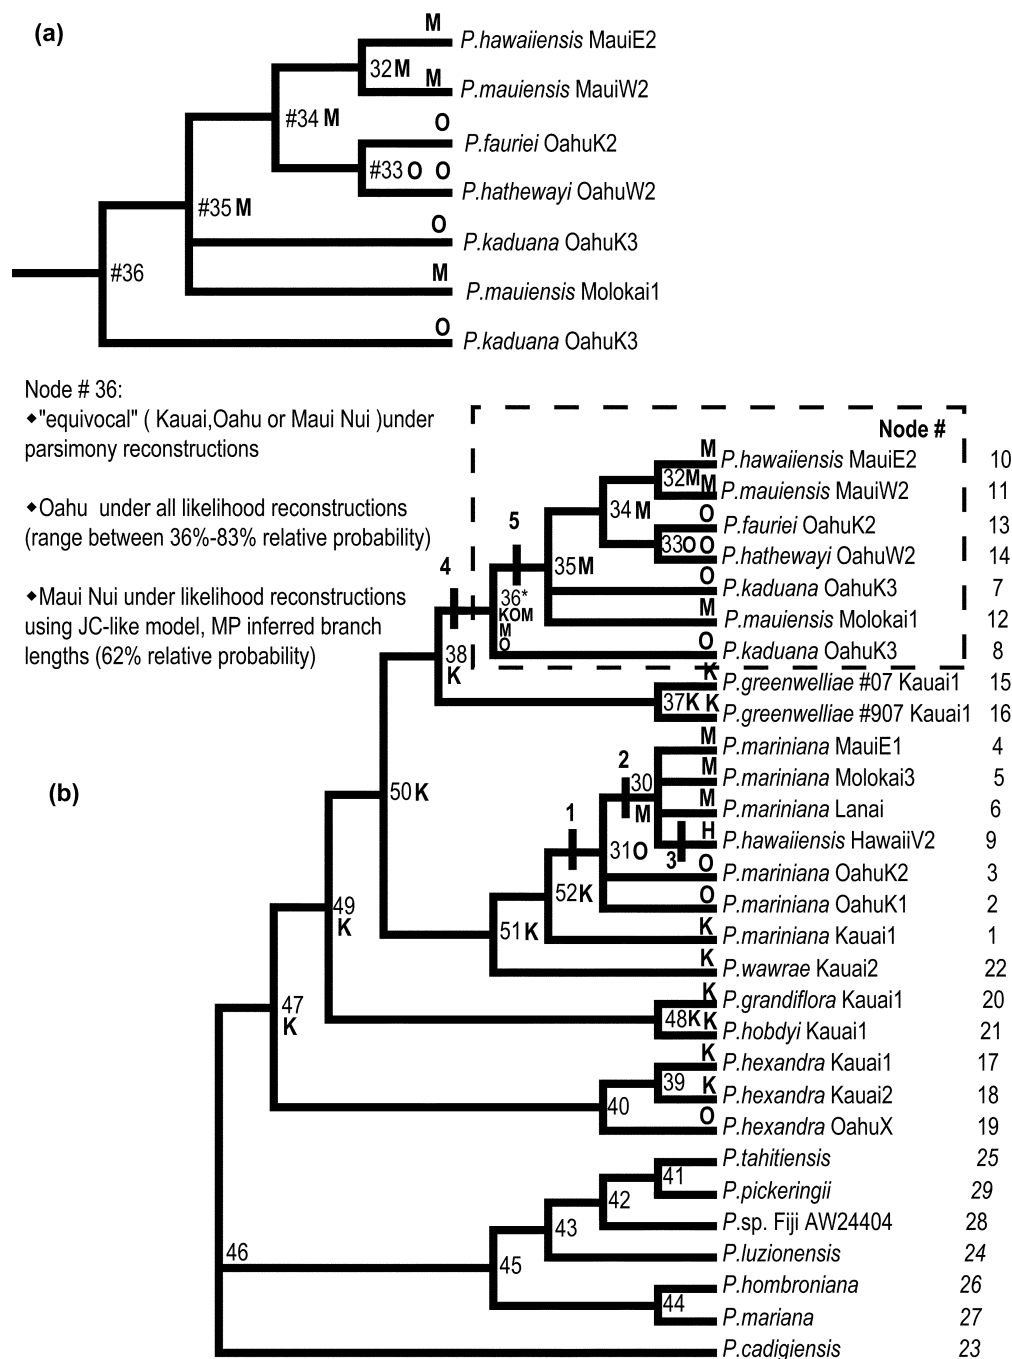 (a)
M
P.hawaiiensis MauiE2
32 M
M
P.mauiensis MauiW2
#34 M
O
P.fauriei OahuK2
#33 O O
P.hathewayi OahuW2
#35 M
O
P.kaduana OahuK3
#36
M
P.mauiensis Molokai1
O
P.kaduana OahuK3
Node # 36:
◆"equivocal" ( Kauai,Oahu or Maui Nui )under
parsimony reconstructions
◆Oahu under all likelihood reconstructions
(range between 36%-83% relative probability)
◆Maui Nui under likelihood reconstructions
using JC-like model, MP inferred branch
lengths (62% relative probability)
(b)
Node #
M
P.hawaiiensis MauiE2 10
32M M
P.mauiensis MauiW2 11
34 M
O
P.fauriei OahuK2 13
33O O
P.hathewayi OahuW2 14
5
35M
O
P.kaduana OahuK3 7
4
36*
KOM
M
O
M
P.mauiensis Molokai1 12
O
P.kaduana OahuK3 8
38
K
K
P.greenwelliae #07 Kauai1 15
37K K
P.greenwelliae #907 Kauai1 16
M
P.mariniana MauiE1 4
2
30
M
M
P.mariniana Molokai3 5
50 K
M
P.mariniana Lanai 6
1
H
P.hawaiiensis HawaiiV2 9
31O
3
O
P.mariniana OahuK2 3
52K
O
P.mariniana OahuK1 2
49
K
51 K
K
P.mariniana Kauai1 1
K
P.wawrae Kauai2 22
47
K
K
P.grandiflora Kauai1 20
48K K
P.hobdyi Kauai1 21
K
P.hexandra Kauai1 17
39 K
P.hexandra Kauai2 18
40
O
P.hexandra OahuX 19
P.tahitiensis 25
41
P.pickeringii 29
42
P.sp. Fiji AW24404 28
43
P.luzionensis 24
46
45
P.hombroniana 26
44
P.mariana 27
P.cadigiensis 23